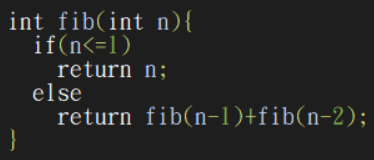 int fib(int n){
  if(n<=1)
    return n;
  else
    return fib(n-1)+fib(n-2);
}